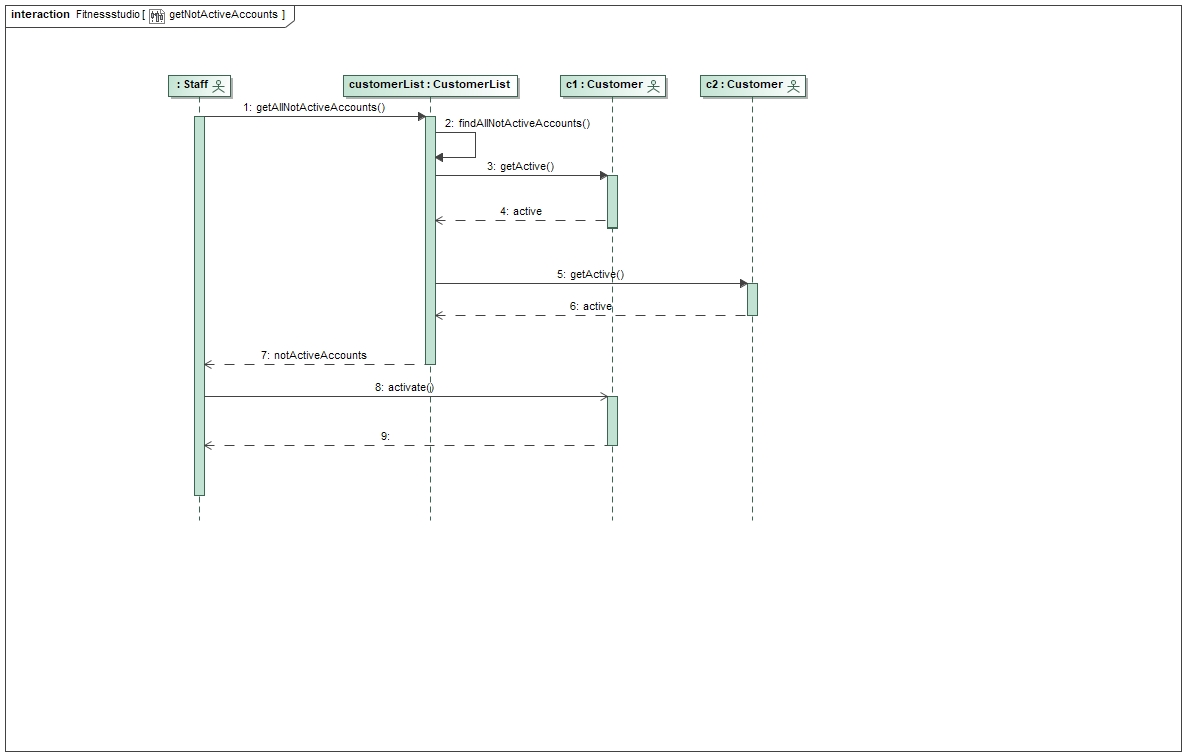 interaction Fitnessstudio [ getNotActiveAccounts ]
: Staff
customerList : CustomerList
c1 : Customer
c2 : Customer
1: getAllNotActiveAccounts()
2: findAllNotActiveAccounts()
3: getActive()
4: active
5: getActive()
6: active
7: notActiveAccounts
8: activate()
9: